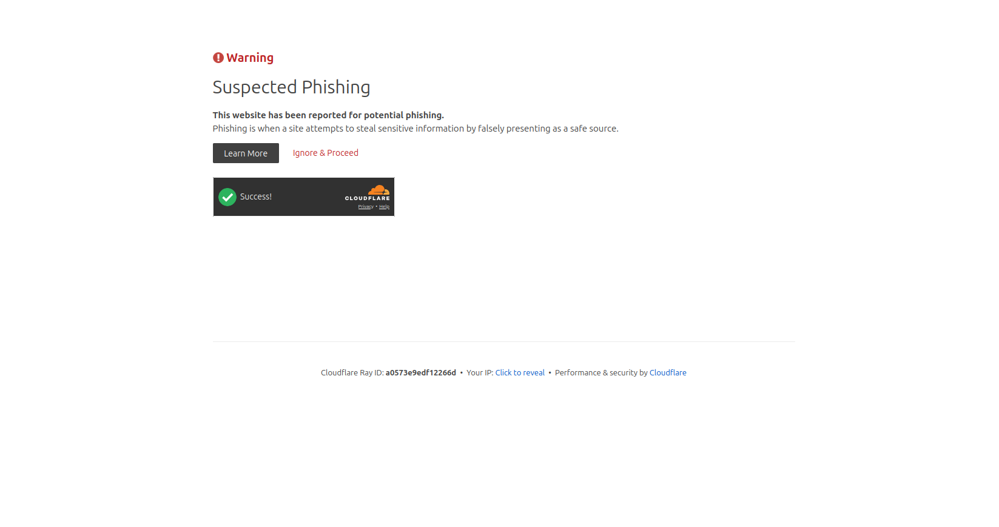 Warning
Suspected Phishing
This website has been reported for potential phishing.
Phishing is when a site attempts to steal sensitive information by falsely presenting as a safe source.
Learn More Ignore & Proceed
Success!
CLOUDFLARE
Privacy • Help
Cloudflare Ray ID: a0573e9edf12266d • Your IP: Click to reveal • Performance & security by Cloudflare